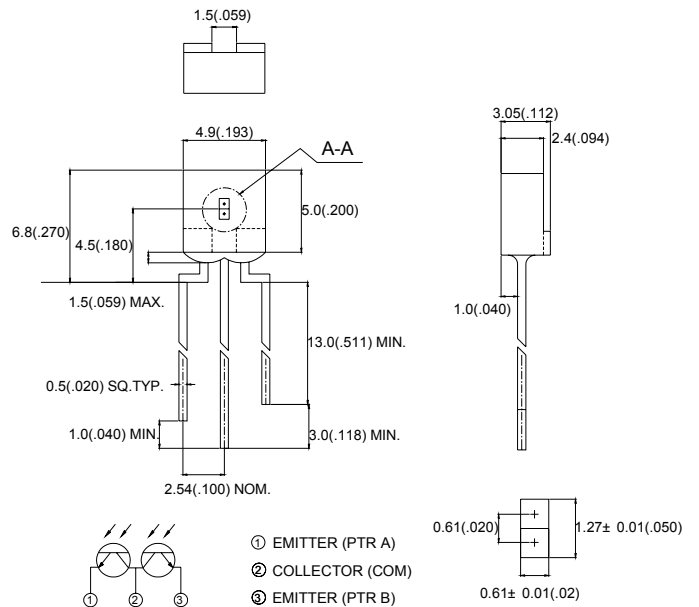 1.5(.059)
3.05(.112)
4.9(.193)
A-A
2.4(.094)
5.0(.200)
6.8(.270)
4.5(.180)
1.5(.059) MAX.
1.0(.040)
13.0(.511) MIN.
0.5(.020) SQ.TYP.
1.0(.040) MIN.
3.0(.118) MIN.
2.54(.100) NOM.
0.61(.020)
1.27± 0.01(.050)
① EMITTER (PTR A)
② COLLECTOR (COM)
③ EMITTER (PTR B)
① ② ③
0.61± 0.01(.02)